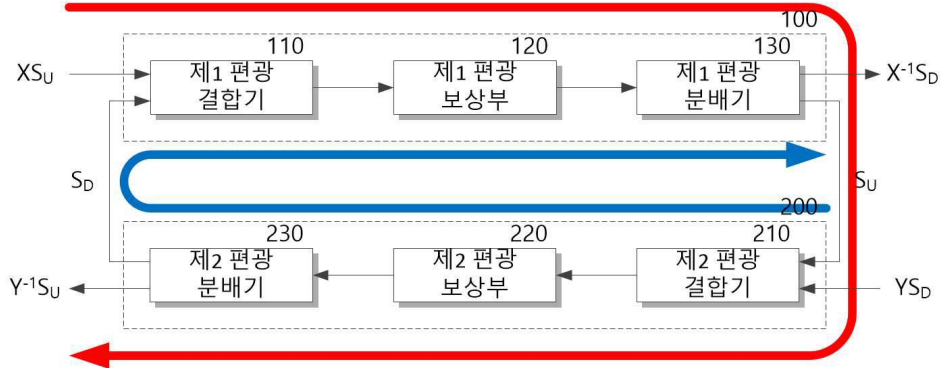 100
110
120
130
XSU
제1 편광
결합기
제1 편광
보상부
제1 편광
분배기
X-1SD
SD
SU
200
230
220
210
제2 편광
분배기
제2 편광
보상부
제2 편광
결합기
Y-1SU
YSD